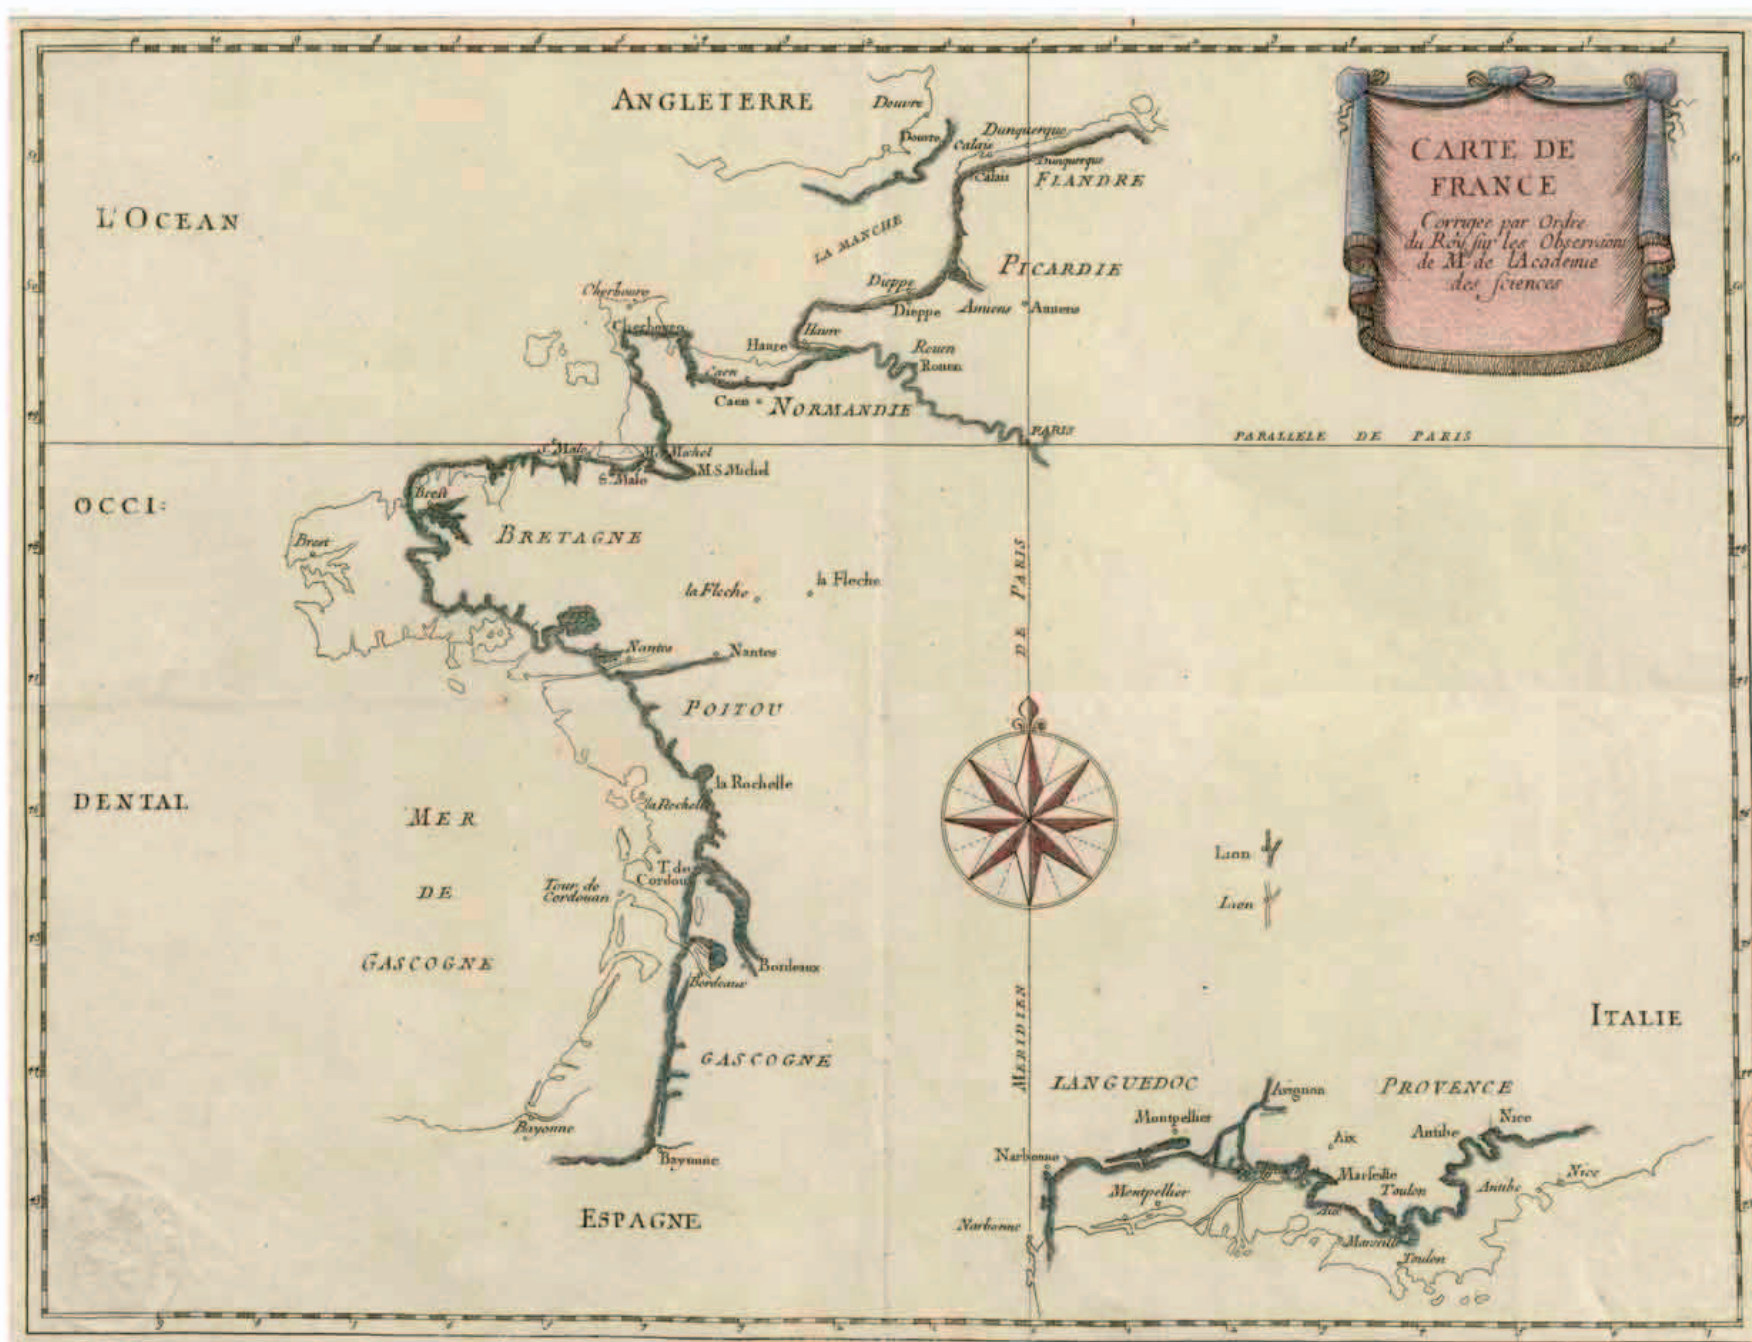 ANGLETERRE
Douvre
Douvre
Dunquerque
Calais
Dunquerque
Calais
FLANDRE
CARTE DE
FRANCE
Corrigee par Ordre
du Roy sur les Observaions
de Mrs de l'Academie
des Sciences
L'OCEAN
LA MANCHE
PICARDIE
Cherbourg
Dieppe
Dieppe
Amiens
Amiens
Cherbourg
Havre
Havre
Rouen
Rouen
Caen
Caen
NORMANDIE
PARIS
PARALLELE DE PARIS
St. Malo
M. S. Michel
S. Malo
M.S. Michel
OCCI:
Brest
BRETAGNE
Brest
la Fleche
la Fleche
MERIDIEN DE PARIS
Nantes
Nantes
POITOU
la Rochelle
la Rochelle
DENTAL
MER
DE
GASCOGNE
T. de
Cordou
Tour de
Cordouan
Lion
Lion
Bordeaux
Bordeaux
ITALIE
GASCOGNE
LANGUEDOC
PROVENCE
Avignon
Montpellier
Antibe
Nice
Bayonne
Bayonne
Aix
Narbonne
Marseille
Toulon
Antibe
Nice
Montpellier
Aix
Narbonne
Marseille
Toulon
ESPAGNE